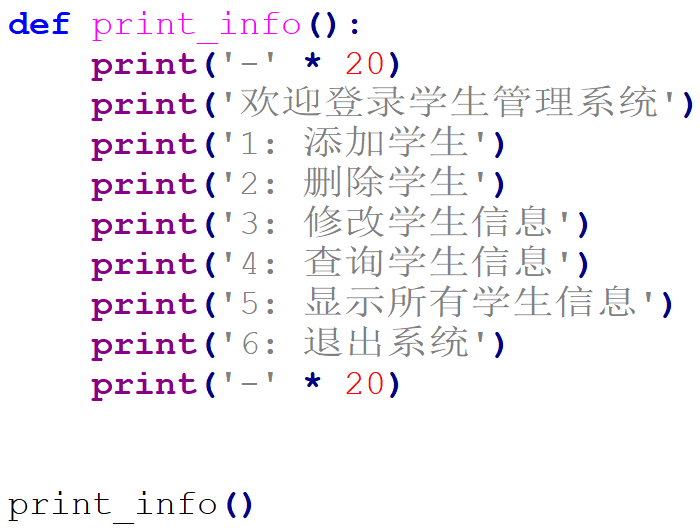 def print_info():
    print('-' * 20)
    print('欢迎登录学生管理系统')
    print('1: 添加学生')
    print('2: 删除学生')
    print('3: 修改学生信息')
    print('4: 查询学生信息')
    print('5: 显示所有学生信息')
    print('6: 退出系统')
    print('-' * 20)
print_info()